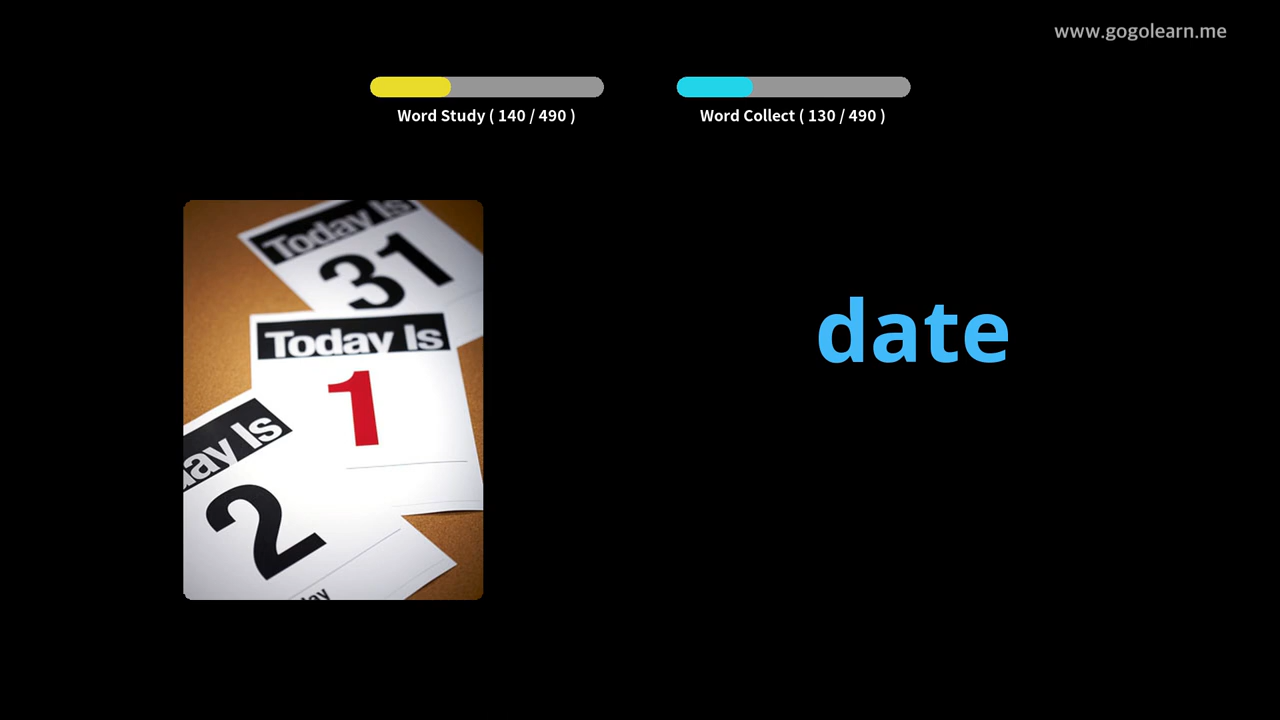 www.gogolearn.me
Word Study ( 140 / 490 )
Word Collect ( 130 / 490 )
Today Is
31
Today Is
1
day Is
2
date